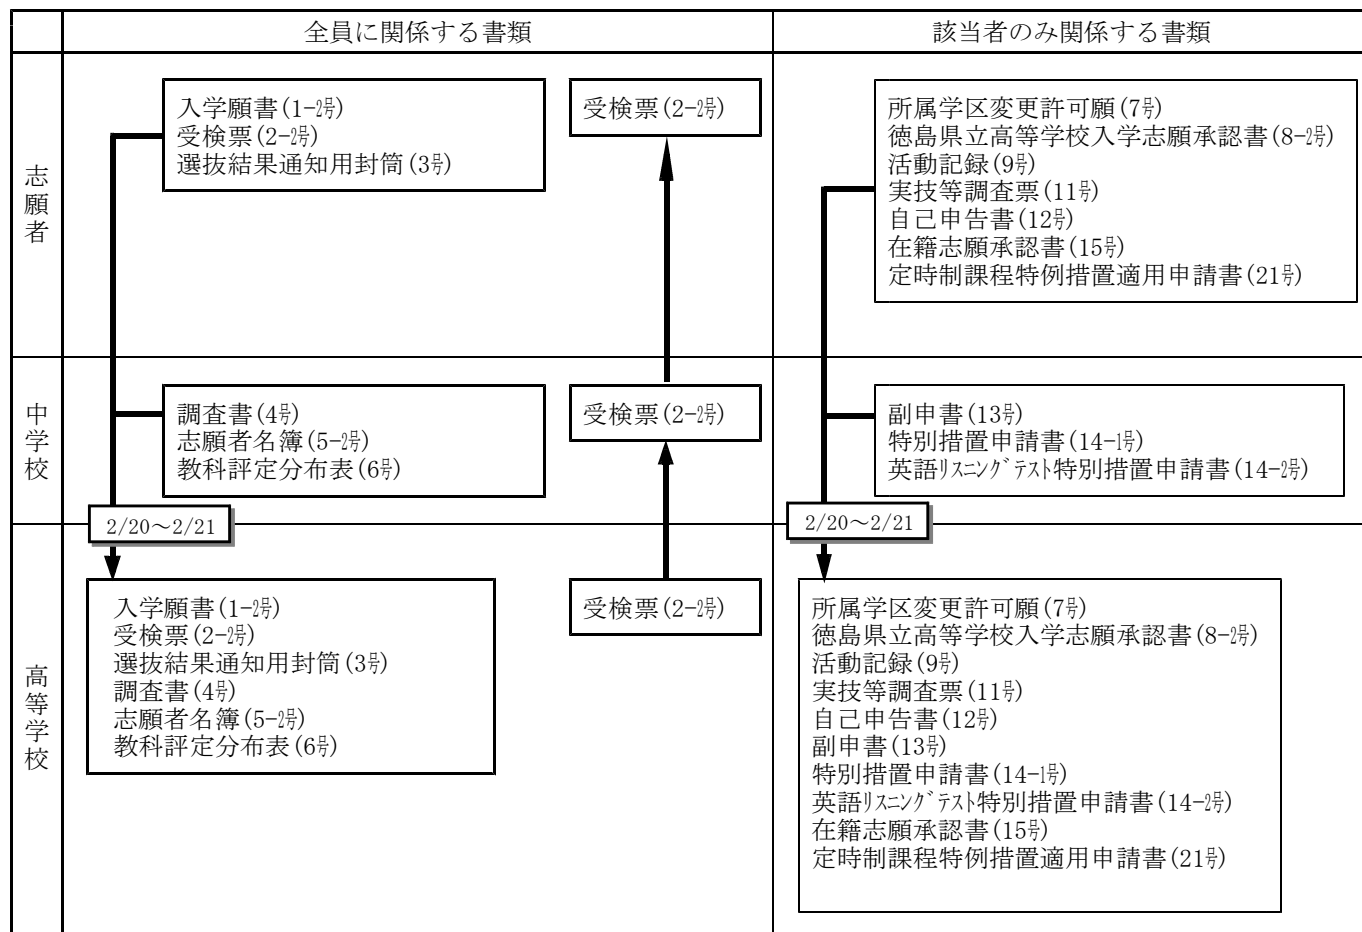 全員に関係する書類
該当者のみ関係する書類
志願者
入学願書(1-2号)
受検票(2-2号)
選抜結果通知用封筒(3号)
受検票(2-2号)
所属学区変更許可願(7号)
徳島県立高等学校入学志願承認書(8-2号)
活動記録(9号)
実技等調査票(11号)
自己申告書(12号)
在籍志願承認書(15号)
定時制課程特例措置適用申請書(21号)
中学校
調査書(4号)
志願者名簿(5-2号)
教科評定分布表(6号)
受検票(2-2号)
副申書(13号)
特別措置申請書(14-1号)
英語ﾘｽﾆﾝｸﾞﾃｽﾄ特別措置申請書(14-2号)
2/20～2/21
2/20～2/21
高等学校
入学願書(1-2号)
受検票(2-2号)
選抜結果通知用封筒(3号)
調査書(4号)
志願者名簿(5-2号)
教科評定分布表(6号)
受検票(2-2号)
所属学区変更許可願(7号)
徳島県立高等学校入学志願承認書(8-2号)
活動記録(9号)
実技等調査票(11号)
自己申告書(12号)
副申書(13号)
特別措置申請書(14-1号)
英語ﾘｽﾆﾝｸﾞﾃｽﾄ特別措置申請書(14-2号)
在籍志願承認書(15号)
定時制課程特例措置適用申請書(21号)